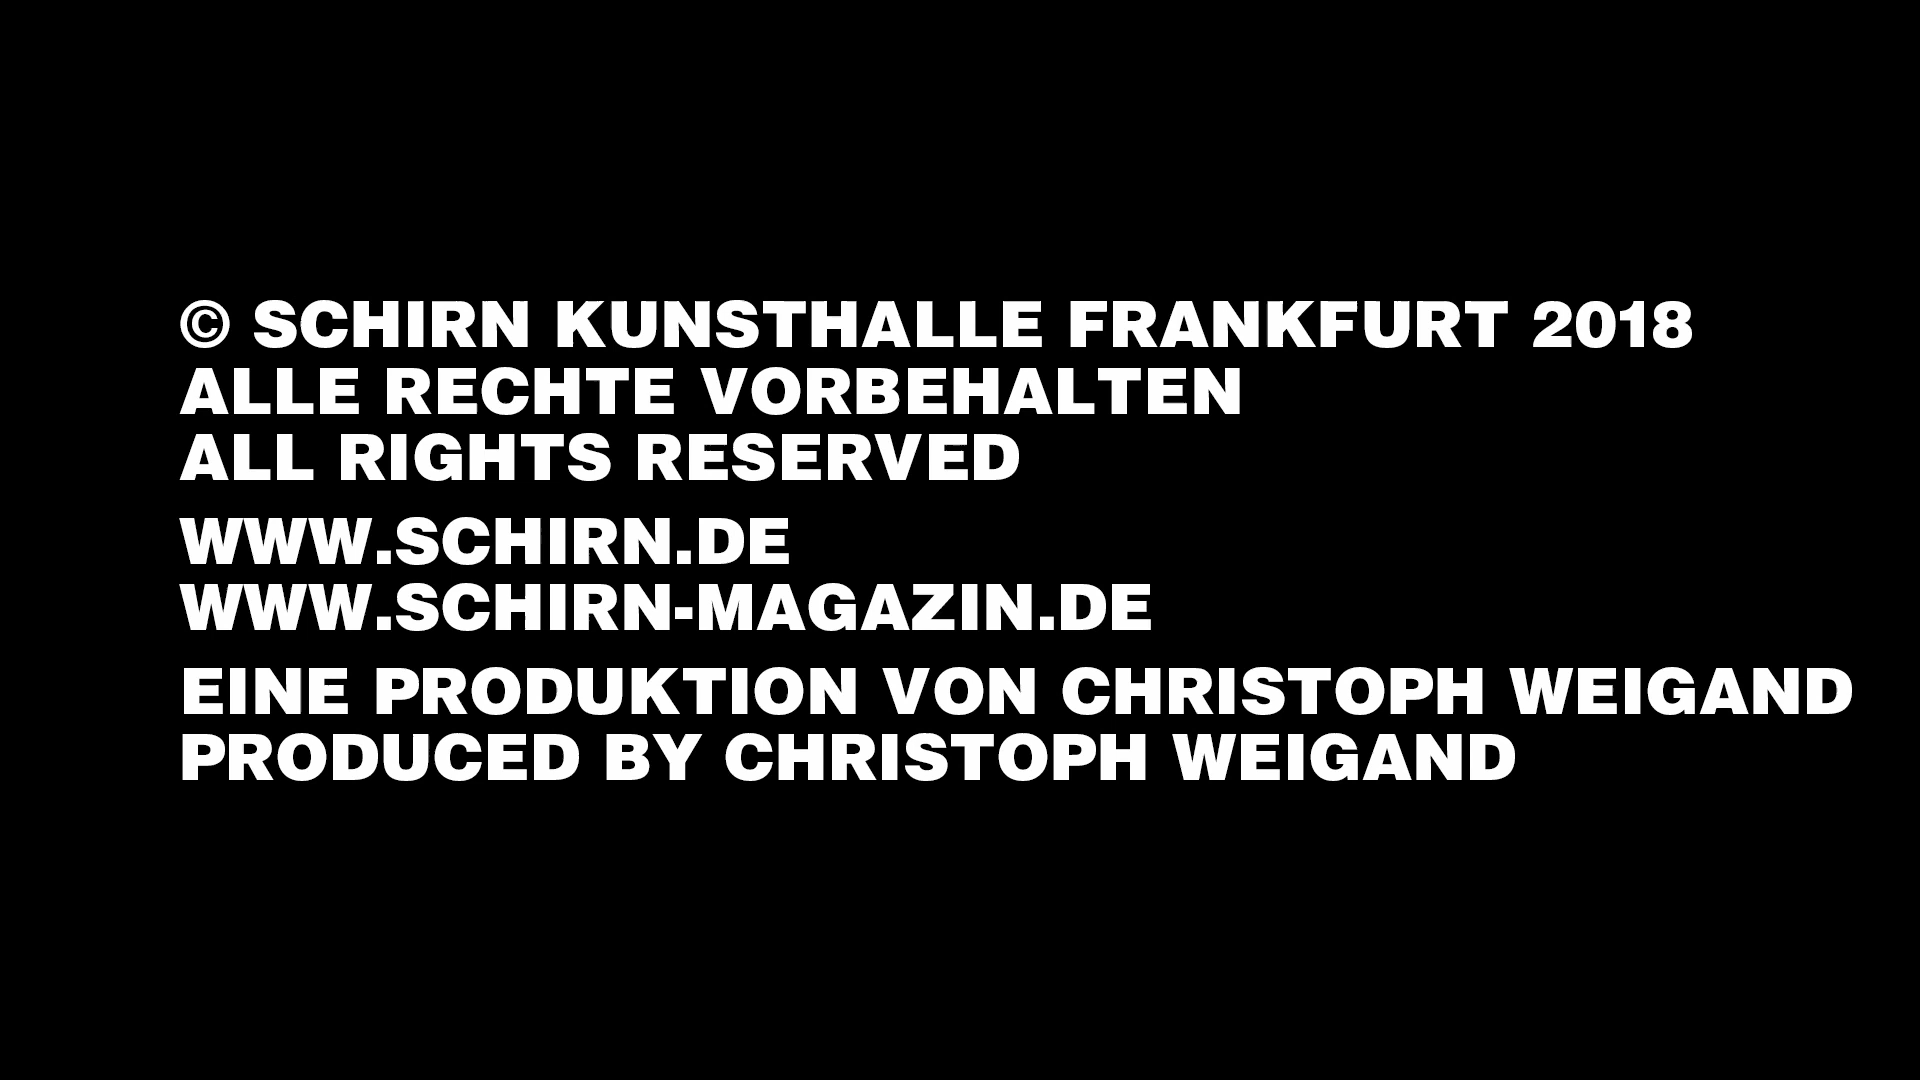 © SCHIRN KUNSTHALLE FRANKFURT 2018
ALLE RECHTE VORBEHALTEN
ALL RIGHTS RESERVED
WWW.SCHIRN.DE
WWW.SCHIRN-MAGAZIN.DE
EINE PRODUKTION VON CHRISTOPH WEIGAND
PRODUCED BY CHRISTOPH WEIGAND